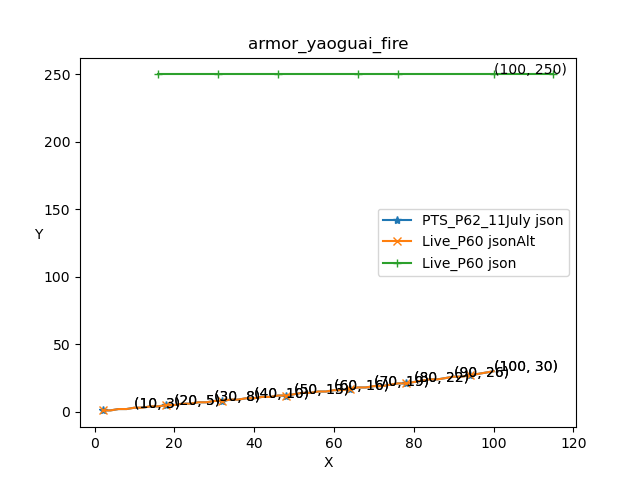 armor_yaoguai_fire
250
200
150
100
50
0
Y
(100, 250)
PTS_P62_11July json
Live_P60 jsonAlt
Live_P60 json
(10, 3)
(20, 5)
(30, 8)
(40, 10)
(50, 13)
(60, 16)
(70, 19)
(80, 22)
(90, 26)
(100, 30)
0 20 40 60 80 100 120
X